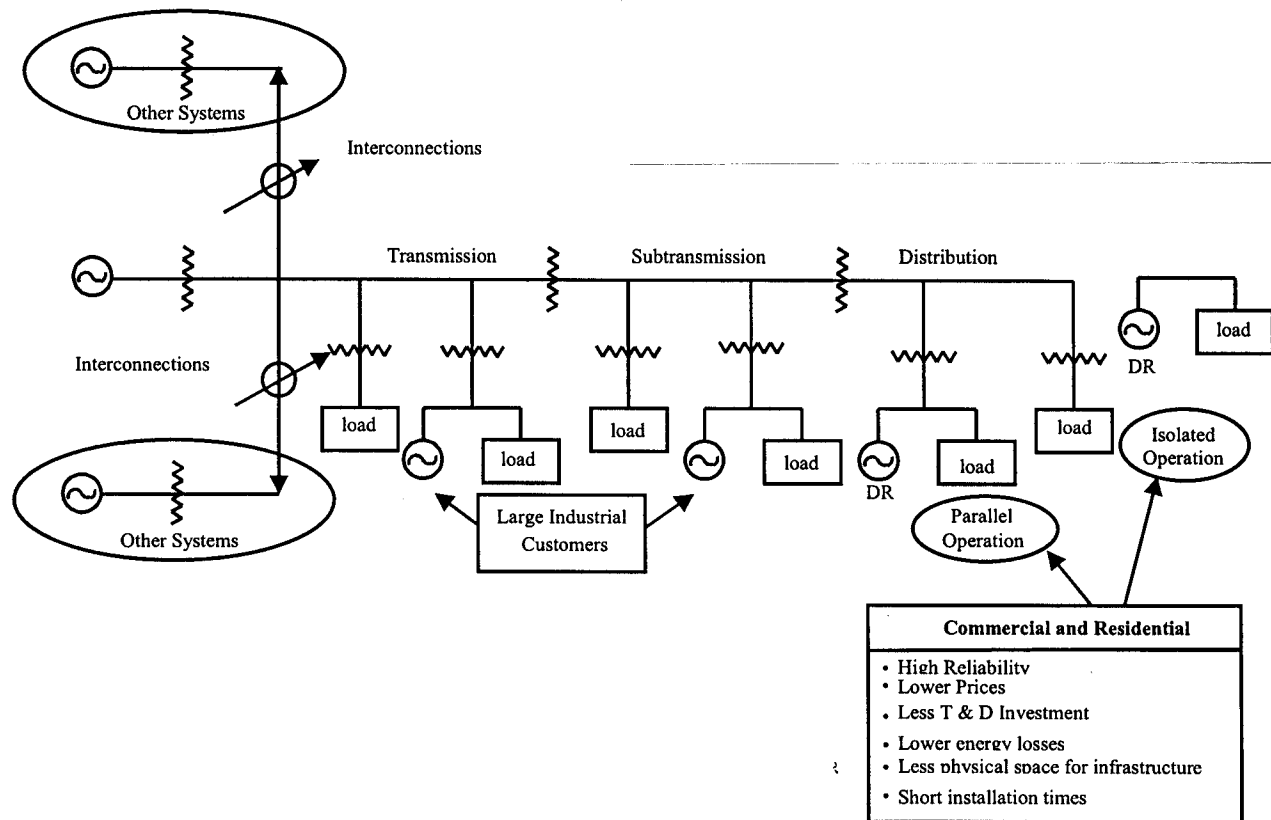 Other Systems
Interconnections
Transmission
Subtransmission
Distribution
load
DR
Interconnections
load
load
load
load
load
load
DR
Isolated
Operation
Other Systems
Large Industrial
Customers
Parallel
Operation
Commercial and Residential
• High Reliability
• Lower Prices
• Less T & D Investment
• Lower energy losses
• Less physical space for infrastructure
• Short installation times